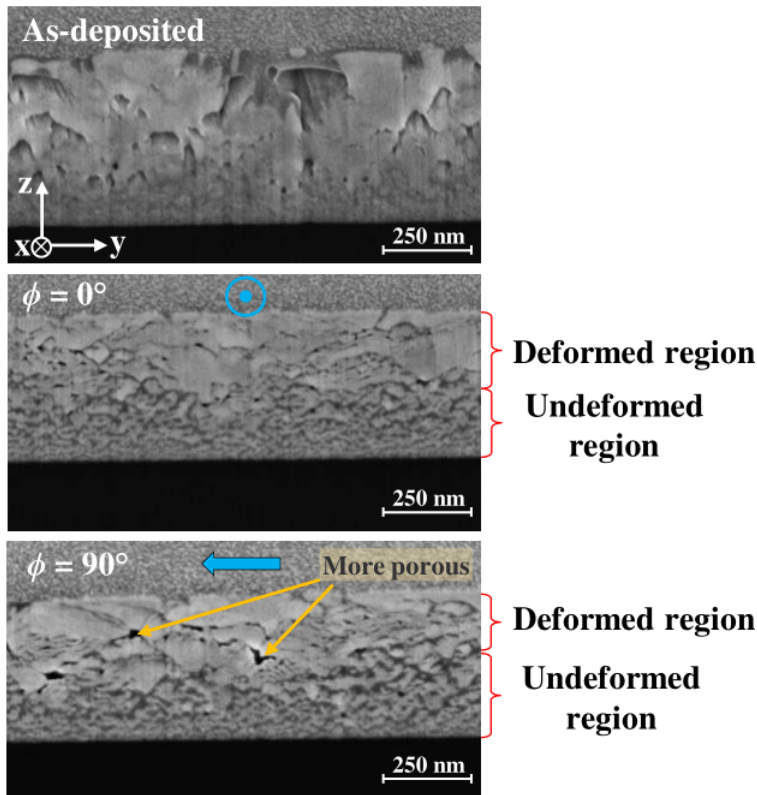 As-deposited
z
x y
250 nm
ϕ = 0°
Deformed region
Undeformed
region
250 nm
ϕ = 90°
More porous
Deformed region
Undeformed
region
250 nm